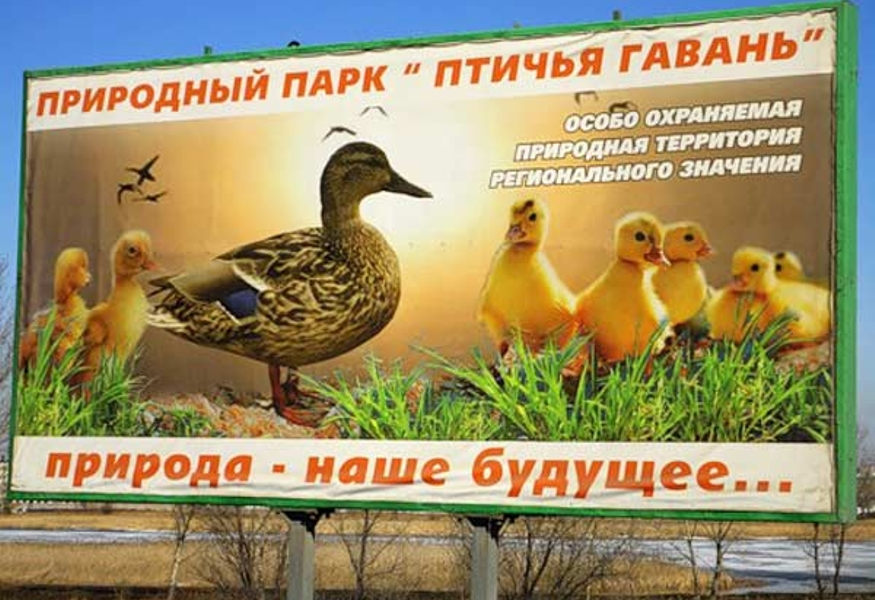 ПРИРОДНЫЙ ПАРК “ ПТИЧЬЯ ГАВАНЬ”
ОСОБО ОХРАНЯЕМАЯ
ПРИРОДНАЯ ТЕРРИТОРИЯ
РЕГИОНАЛЬНОГО ЗНАЧЕНИЯ
природа - наше будущее...